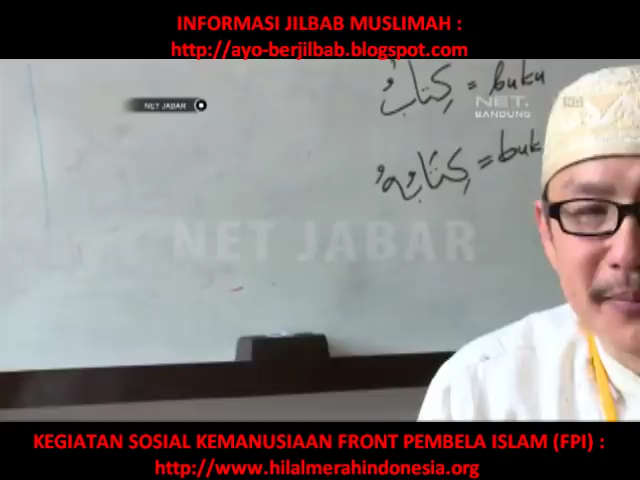 INFORMASI JILBAB MUSLIMAH :
http://ayo-berjilbab.blogspot.com
NET JABAR
كِتَابٌ = buku
NET.
HD
BANDUNG
كِتَابُهُ = buk
NET JABAR
KEGIATAN SOSIAL KEMANUSIAAN FRONT PEMBELA ISLAM (FPI) :
http://www.hilalmerahindonesia.org